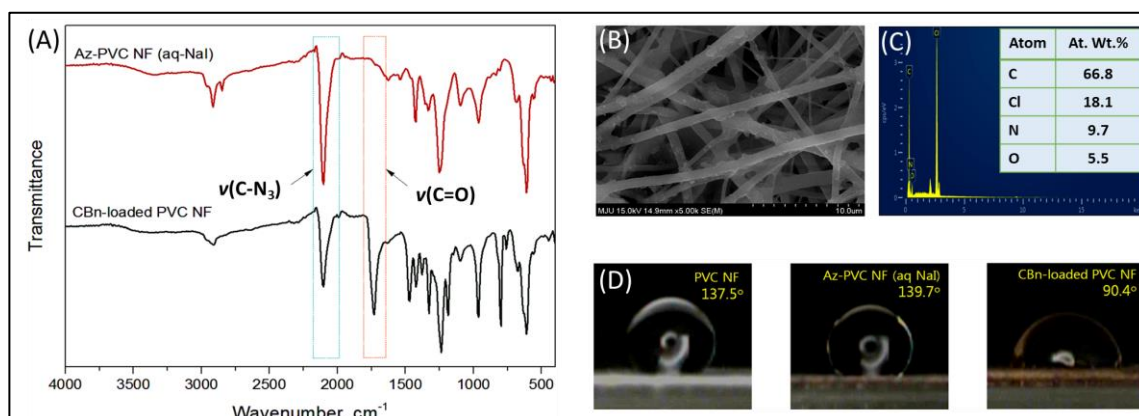 (A)
Az-PVC NF (aq-NaI)
ν(C-N3)
ν(C=O)
CBn-loaded PVC NF
Transmittance
4000 3500 3000 2500 2000 1500 1000 500
Wavenumber, cm-1
(B)
MJU 15.0kV 14.9mm x5.00k SE(M)
10.0um
(C)
Atom At. Wt.%
C 66.8
Cl 18.1
N 9.7
O 5.5
(D)
PVC NF
137.5°
Az-PVC NF (aq NaI)
139.7°
CBn-loaded PVC NF
90.4°